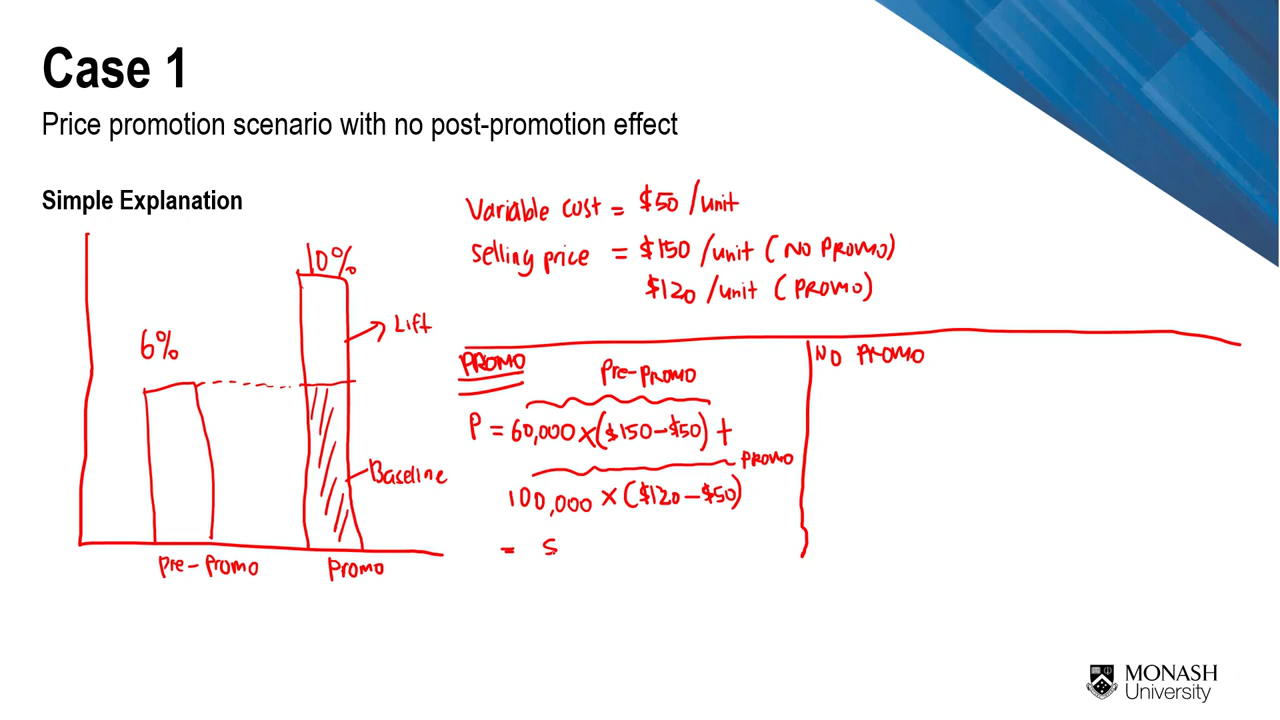 Case 1
Price promotion scenario with no post-promotion effect
Simple Explanation
6%
10%
Lift
Baseline
Pre-Promo
Promo
Variable cost = $50/unit
Selling price = $150/unit (NO PROMO)
$120/unit (PROMO)
PROMO
Pre-PROMO
P = 60,000 × ($150-$50) +
PROMO
100,000 × ($120-$50)
= $
NO PROMO
MONASH
University